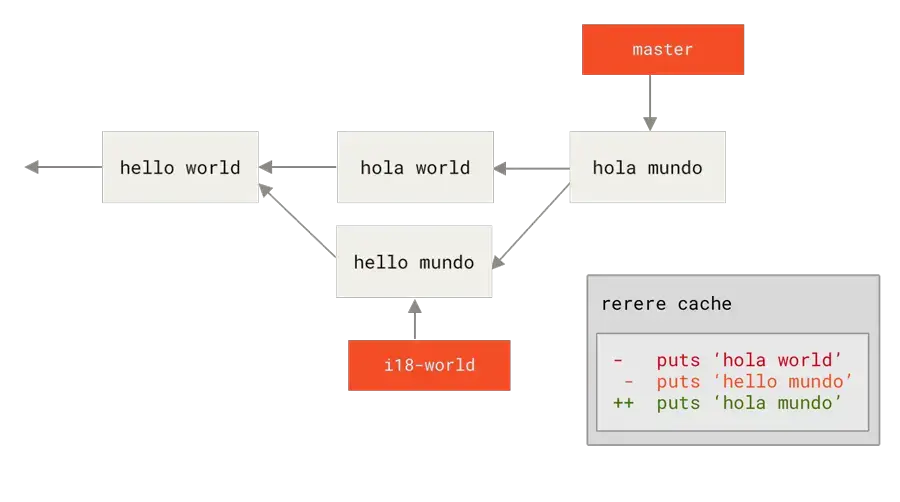 master
hello world
hola world
hola mundo
hello mundo
i18-world
rerere cache
-   puts ‘hola world’
 -  puts ‘hello mundo’
++  puts ‘hola mundo’